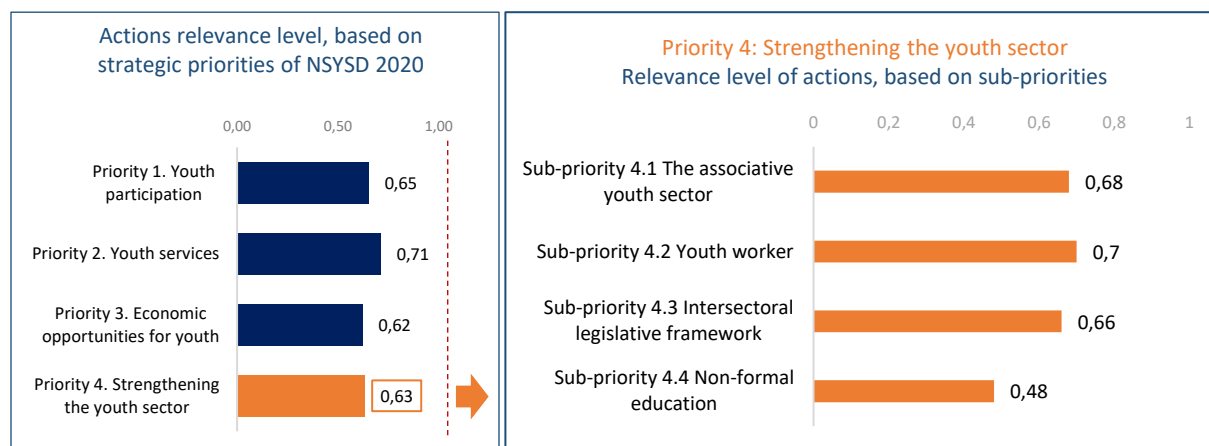 Actions relevance level, based on
strategic priorities of NSYSD 2020
0,00 0,50 1,00
Priority 1. Youth
participation
0,65
Priority 2. Youth services
0,71
Priority 3. Economic
opportunities for youth
0,62
Priority 4. Strengthening
the youth sector
0,63
Priority 4: Strengthening the youth sector
Relevance level of actions, based on sub-priorities
0 0,2 0,4 0,6 0,8 1
Sub-priority 4.1 The associative
youth sector
0,68
Sub-priority 4.2 Youth worker
0,7
Sub-priority 4.3 Intersectoral
legislative framework
0,66
Sub-priority 4.4 Non-formal
education
0,48